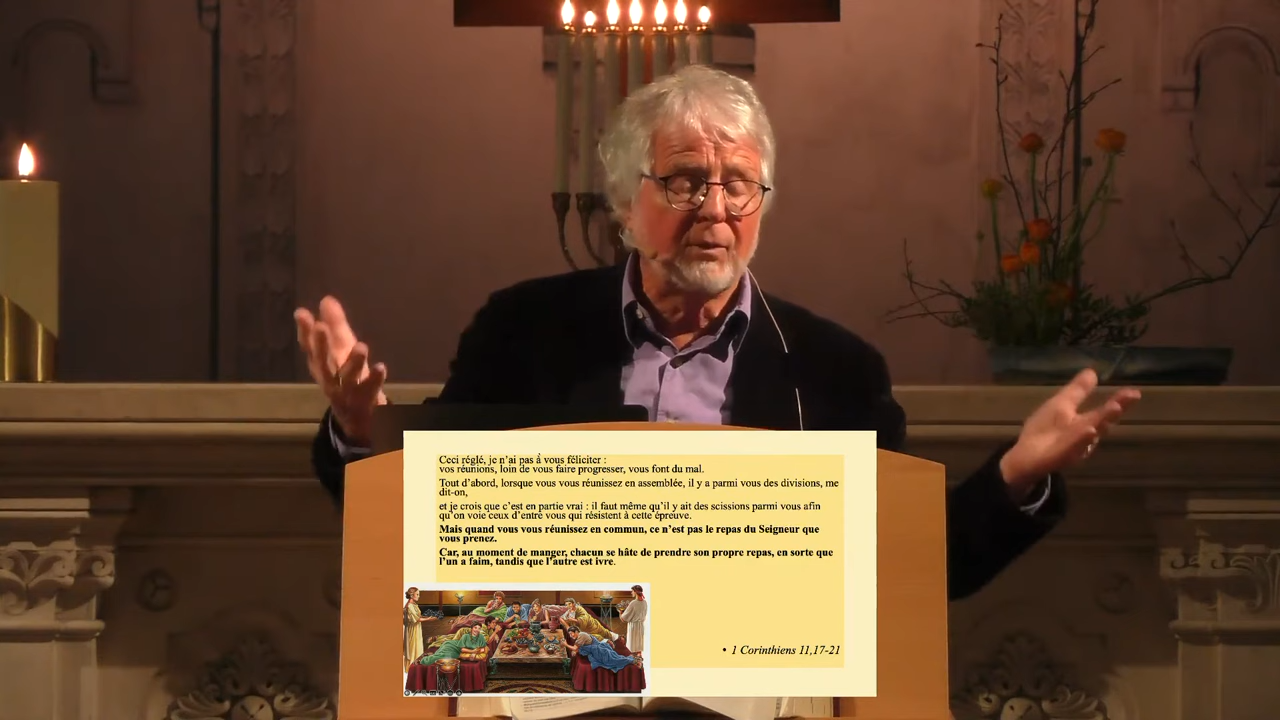 Ceci réglé, je n’ai pas à vous féliciter :
vos réunions, loin de vous faire progresser, vous font du mal.
Tout d’abord, lorsque vous vous réunissez en assemblée, il y a parmi vous des divisions, me
dit-on,
et je crois que c’est en partie vrai : il faut même qu’il y ait des scissions parmi vous afin
qu’on voie ceux d’entre vous qui résistent à cette épreuve.
Mais quand vous vous réunissez en commun, ce n’est pas le repas du Seigneur que
vous prenez.
Car, au moment de manger, chacun se hâte de prendre son propre repas, en sorte que
l’un a faim, tandis que l’autre est ivre.
• 1 Corinthiens 11,17-21